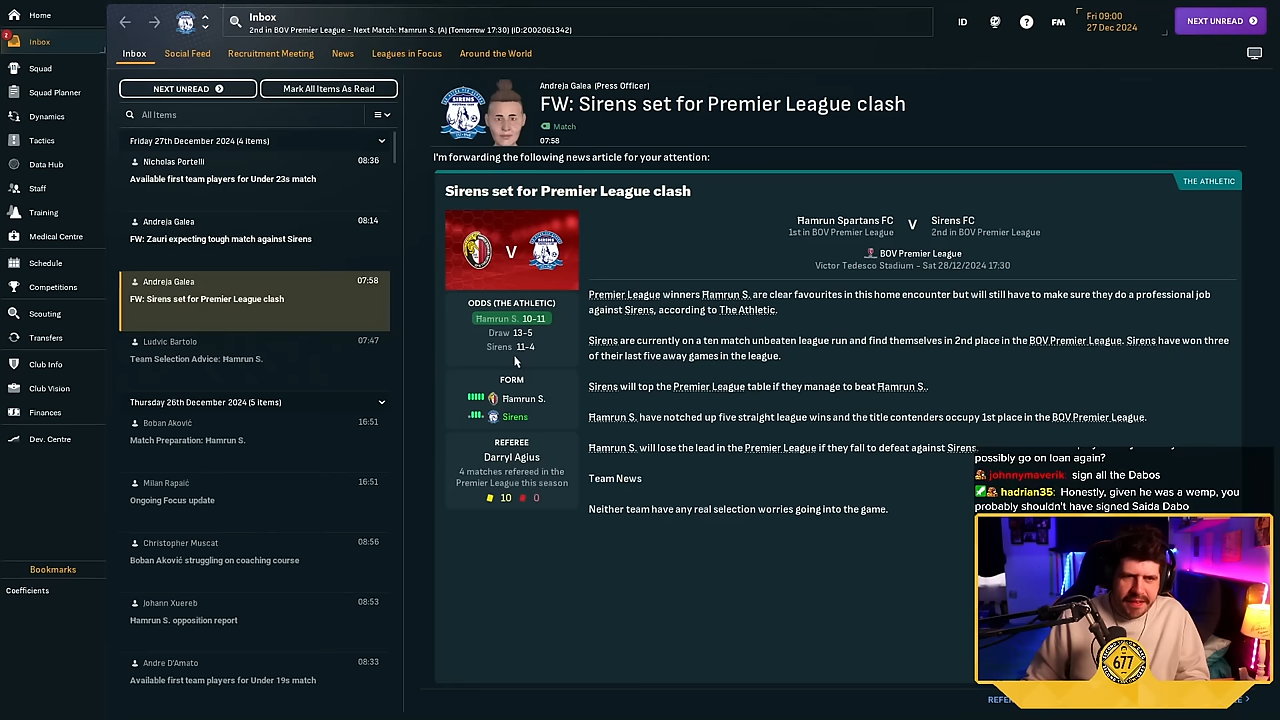 Home
2
Inbox
Squad
Squad Planner
Dynamics
Tactics
Data Hub
Staff
Training
Medical Centre
Schedule
Competitions
Scouting
Transfers
Club Info
Club Vision
Finances
Dev. Centre
Bookmarks
Coefficients
Inbox
2nd in BOV Premier League - Next Match: Hamrun S. (A) (Tomorrow 17:30) (ID:2002061342)
ID
?
FM
Fri 09:00
27 Dec 2024
NEXT UNREAD
Inbox
Social Feed
Recruitment Meeting
News
Leagues in Focus
Around the World
NEXT UNREAD
Mark All Items As Read
All Items
Friday 27th December 2024 (4 items)
Nicholas Portelli
08:36
Available first team players for Under 23s match
Andreja Galea
08:14
FW: Zauri expecting tough match against Sirens
Andreja Galea
07:58
FW: Sirens set for Premier League clash
Ludvic Bartolo
07:47
Team Selection Advice: Ħamrun S.
Thursday 26th December 2024 (5 items)
Boban Aković
16:51
Match Preparation: Ħamrun S.
Milan Rapaić
16:51
Ongoing Focus update
Christopher Muscat
08:56
Boban Aković struggling on coaching course
Johann Xuereb
08:53
Ħamrun S. opposition report
Andre D'Amato
08:33
Available first team players for Under 19s match
Andreja Galea (Press Officer)
FW: Sirens set for Premier League clash
Match
07:58
I'm forwarding the following news article for your attention:
Sirens set for Premier League clash
THE ATHLETIC
V
ODDS (THE ATHLETIC)
Ħamrun S. 10-11
Draw 13-5
Sirens 11-4
FORM
Ħamrun S.
Sirens
REFEREE
Darryl Agius
4 matches refereed in the
Premier League this season
10 0
Ħamrun Spartans FC
1st in BOV Premier League
V
Sirens FC
2nd in BOV Premier League
BOV Premier League
Victor Tedesco Stadium - Sat 28/12/2024 17:30
Premier League winners Ħamrun S. are clear favourites in this home encounter but will still have to make sure they do a professional job
against Sirens, according to The Athletic.
Sirens are currently on a ten match unbeaten league run and find themselves in 2nd place in the BOV Premier League. Sirens have won three
of their last five away games in the league.
Sirens will top the Premier League table if they manage to beat Ħamrun S..
Ħamrun S. have notched up five straight league wins and the title contenders occupy 1st place in the BOV Premier League.
Ħamrun S. will lose the lead in the Premier League if they fall to defeat against Sirens.
Team News
Neither team have any real selection worries going into the game.
possibly go on loan again?
johnnymaverik: sign all the Dabos
hadrian35: Honestly, given he was a wemp, you
probably shouldn't have signed Saida Dabo
677
REFE